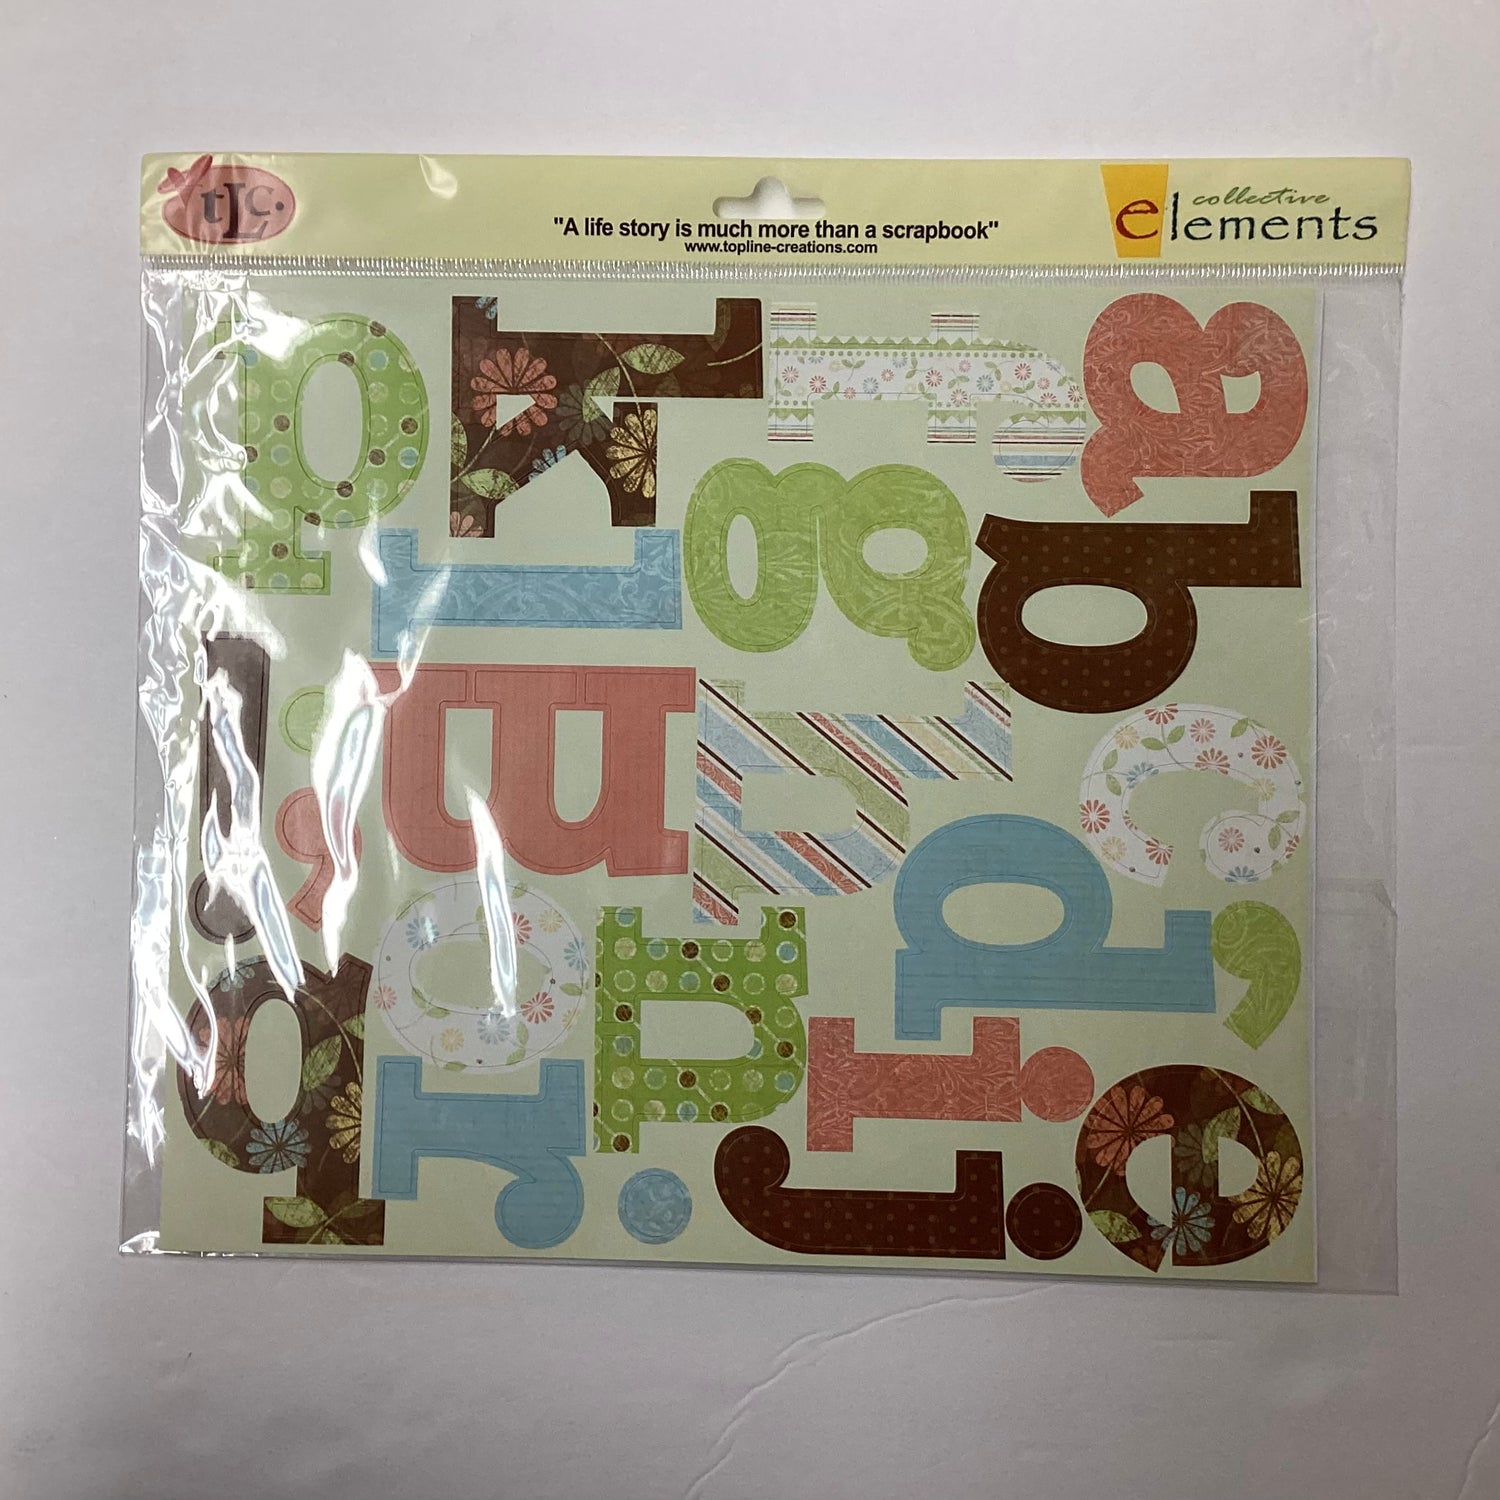 tLc.
"A life story is much more than a scrapbook"
www.topline-creations.com
collective
elements
p k f a
l g b
! ; m h c
d ,
q o n i
r j e